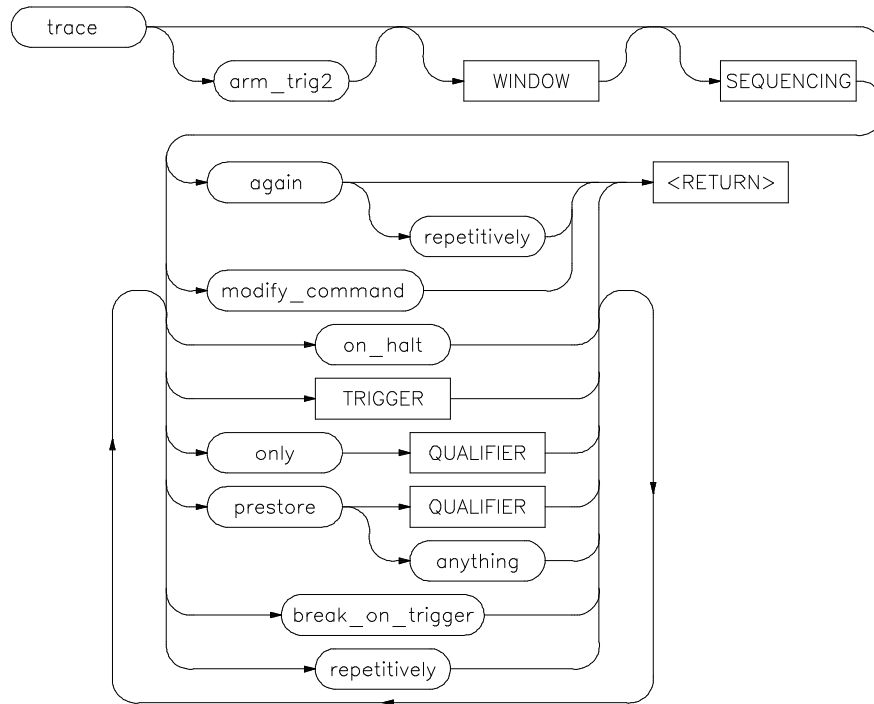 trace
arm_trig2
WINDOW
SEQUENCING
again
<RETURN>
repetitively
modify_command
on_halt
TRIGGER
only
QUALIFIER
prestore
QUALIFIER
anything
break_on_trigger
repetitively